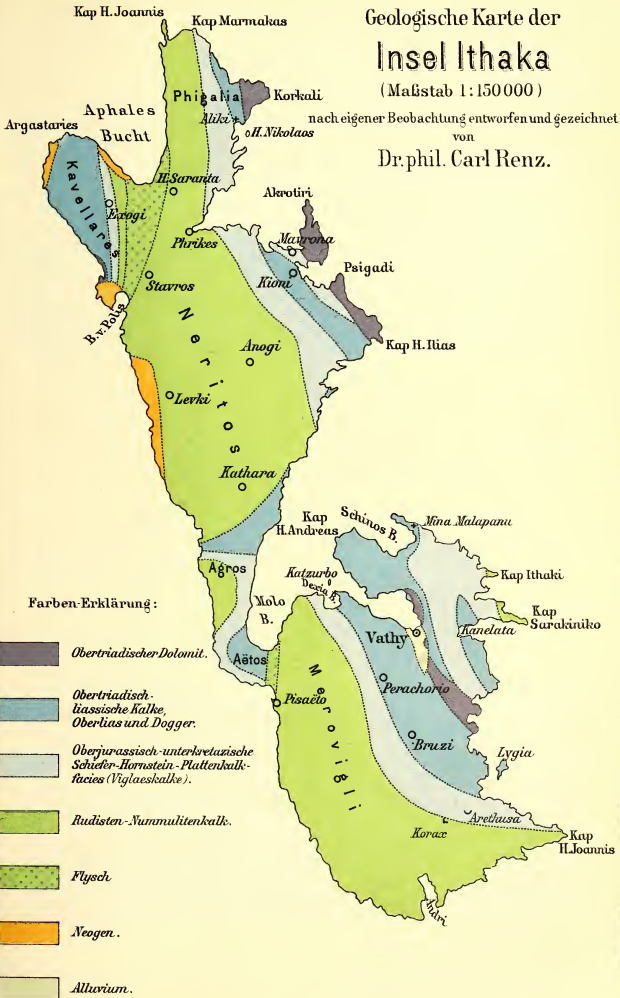 Geologische Karte der
Insel Ithaka
(Maßstab 1:150000)
nach eigener Beobachtung entworfen und gezeichnet
von
Dr. phil. Carl Renz.
Kap H. Joannis
Kap Marmakas
Phigalia
Korkali
Aliki
H. Nikolaos
Aphales
Bucht
Argastaries
Kavellares
H. Saranta
Exogi
Akrotiri
Phrikes
Mavrona
Kioni
Psigadi
Stavros
B. v. Polis
Neritos
Anogi
Kap H. Ilias
Levki
Kathara
Kap
H. Andreas
Schinos B.
Mina Malapanu
Agros
Katzurbo
Dexia B.
Kap Ithaki
Molo
B.
Kap
Sarakiniko
Vathy
Kanelata
Aëtos
Pisaëto
Perachorio
Merovigli
Bruzi
Lygia
Arethusa
Korax
Kap
H. Joannis
Andri
Farben-Erklärung:
Obertriadischer Dolomit.
Obertriadisch-
liassische Kalke,
Oberlias und Dogger.
Oberjurassisch-unterkretazische
Schiefer-Hornstein-Plattenkalk-
facies (Viglaeskalke).
Rudisten-Nummulitenkalk.
Flysch
Neogen.
Alluvium.